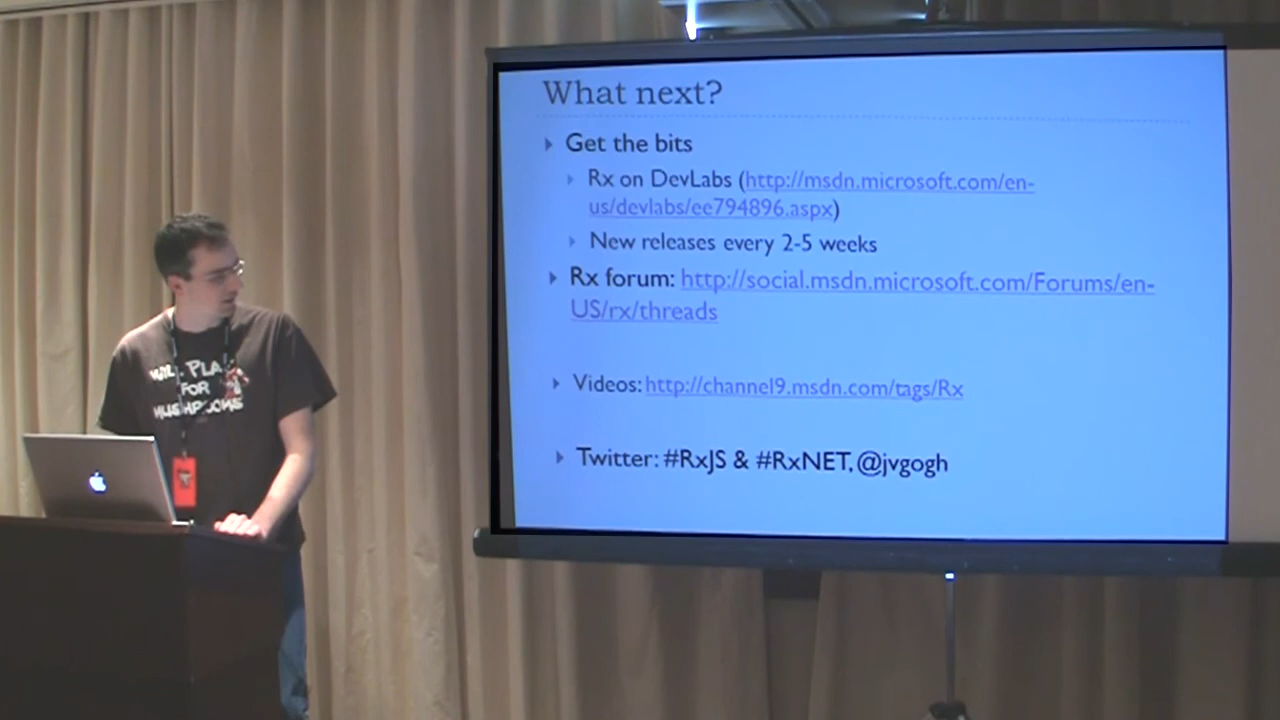 What next?
Get the bits
Rx on DevLabs (http://msdn.microsoft.com/en-
us/devlabs/ee794896.aspx)
New releases every 2-5 weeks
Rx forum: http://social.msdn.microsoft.com/Forums/en-
US/rx/threads
Videos: http://channel9.msdn.com/tags/Rx
Twitter: #RxJS & #RxNET, @jvgogh
PLA
FOR